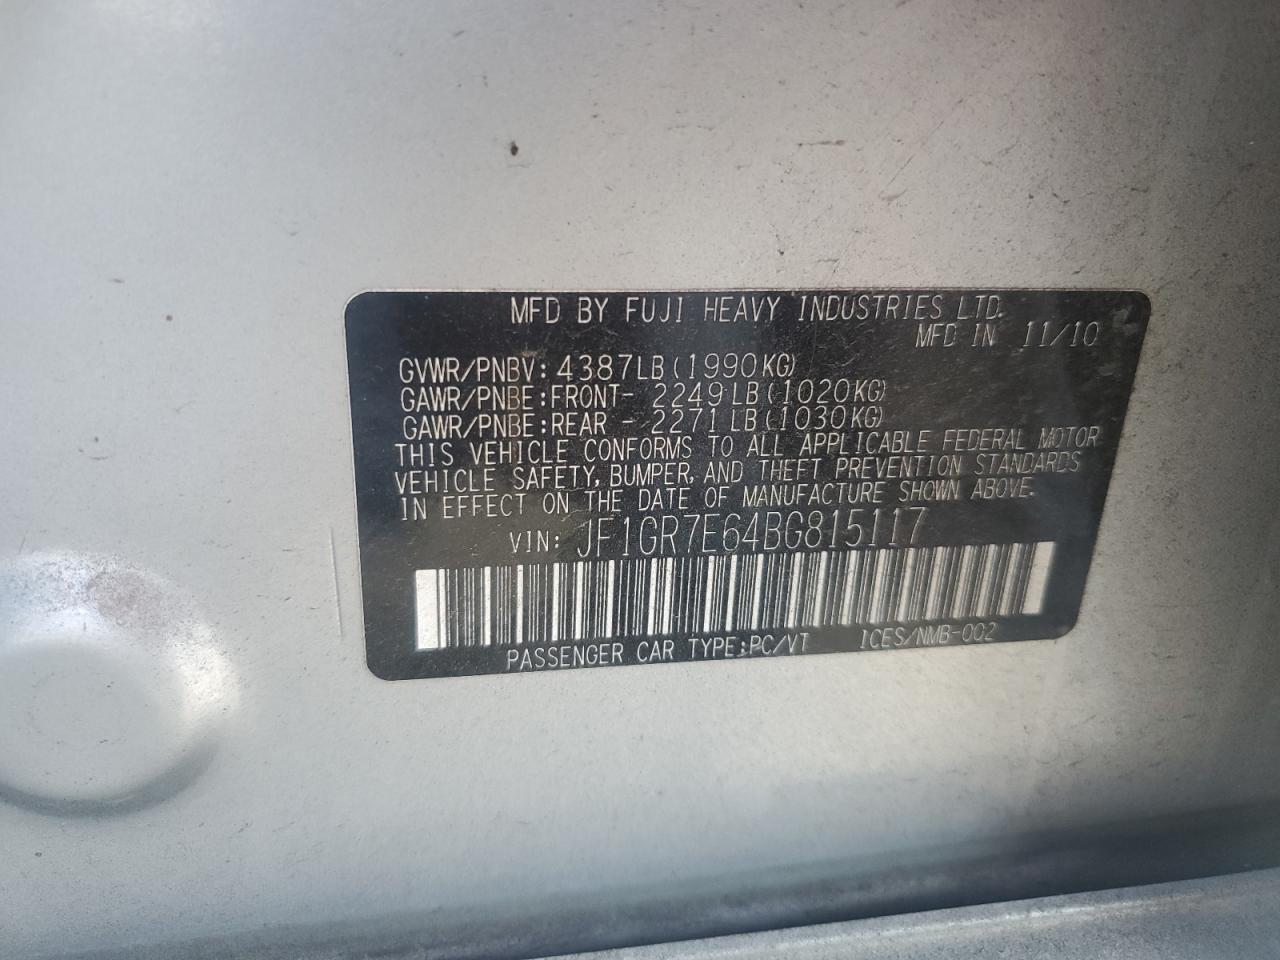 MFD BY FUJI HEAVY INDUSTRIES LTD.
MFD IN 11/10
GVWR/PNBV: 4387LB(1990KG)
GAWR/PNBE:FRONT- 2249LB(1020KG)
GAWR/PNBE:REAR - 2271LB(1030KG)
THIS VEHICLE CONFORMS TO ALL APPLICABLE FEDERAL MOTOR
VEHICLE SAFETY, BUMPER, AND THEFT PREVENTION STANDARDS
IN EFFECT ON THE DATE OF MANUFACTURE SHOWN ABOVE.
VIN: JF1GR7E64BG815117
PASSENGER CAR TYPE:PC/VT ICES/NMB-002